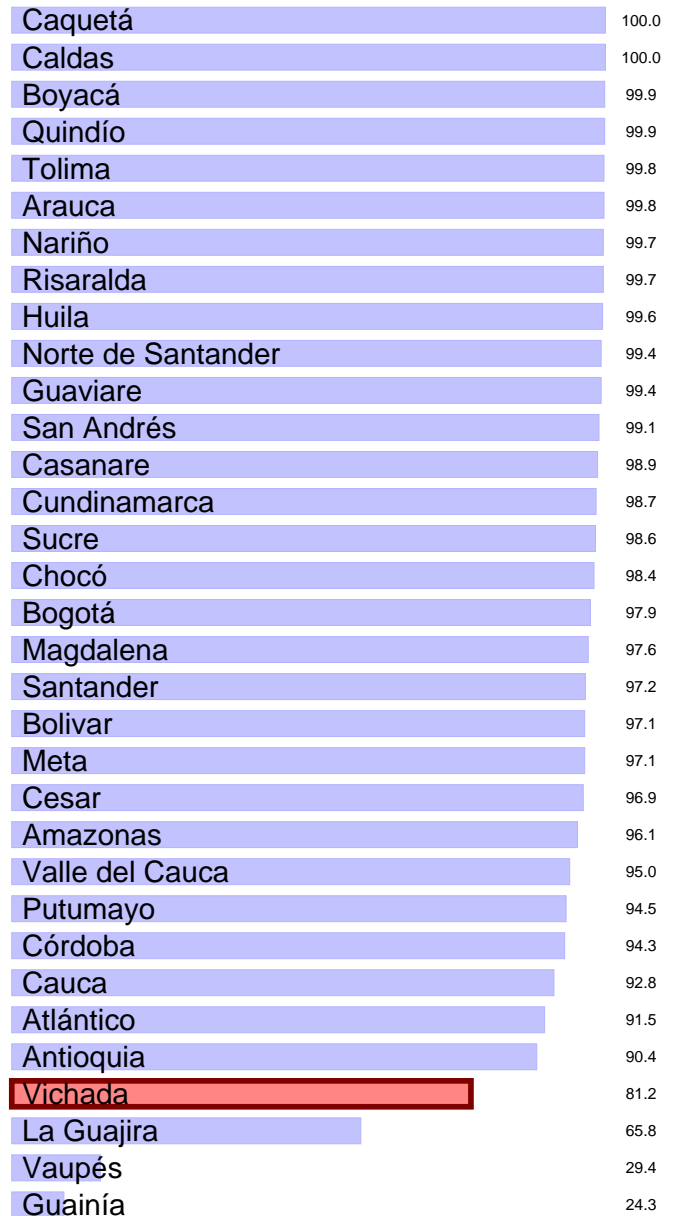 Caquetá 100.0
Caldas 100.0
Boyacá 99.9
Quindío 99.9
Tolima 99.8
Arauca 99.8
Nariño 99.7
Risaralda 99.7
Huila 99.6
Norte de Santander 99.4
Guaviare 99.4
San Andrés 99.1
Casanare 98.9
Cundinamarca 98.7
Sucre 98.6
Chocó 98.4
Bogotá 97.9
Magdalena 97.6
Santander 97.2
Bolivar 97.1
Meta 97.1
Cesar 96.9
Amazonas 96.1
Valle del Cauca 95.0
Putumayo 94.5
Córdoba 94.3
Cauca 92.8
Atlántico 91.5
Antioquia 90.4
Vichada 81.2
La Guajira 65.8
Vaupés 29.4
Guainía 24.3